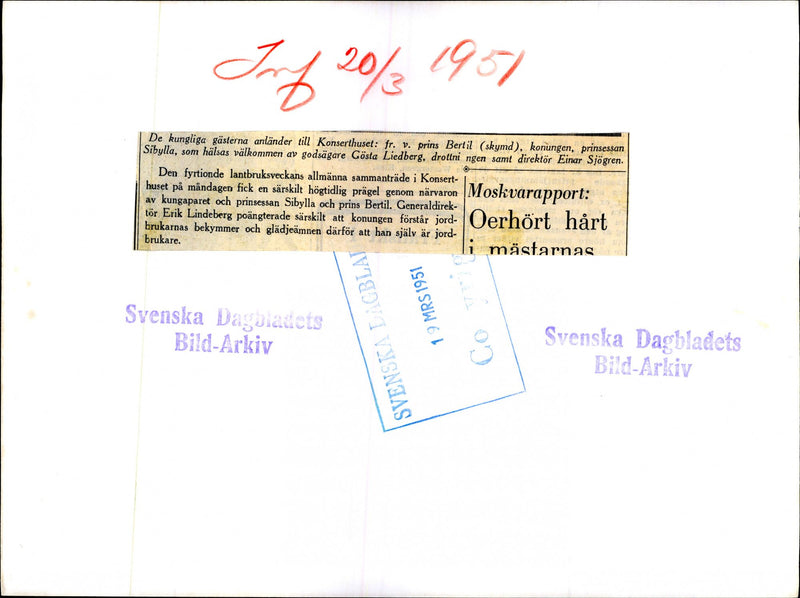 Inf 20/3 1951
De kungliga gästerna anländer till Konserthuset: fr. v. prins Bertil (skymd), konungen, prinsessan
Sibylla, som hälsas välkommen av godsägare Gösta Liedberg, drottni ngen samt direktör Einar Sjögren.
Den fyrtionde lantbruksveckans allmänna sammanträde i Konsert-
huset på måndagen fick en särskilt högtidlig prägel genom närvaron
av kungaparet och prinsessan Sibylla och prins Bertil. Generaldirek-
tör Erik Lindeberg poängterade särskilt att konungen förstår jord-
brukarnas bekymmer och glädjeämnen därför att han själv är jord-
brukare.
Moskvarapport:
Oerhört hårt
i mästarnas
SVENSKA DAGBLA
19 MRS 1951
Svenska Dagbladets
Bild-Arkiv
Svenska Dagbladets
Bild-Arkiv